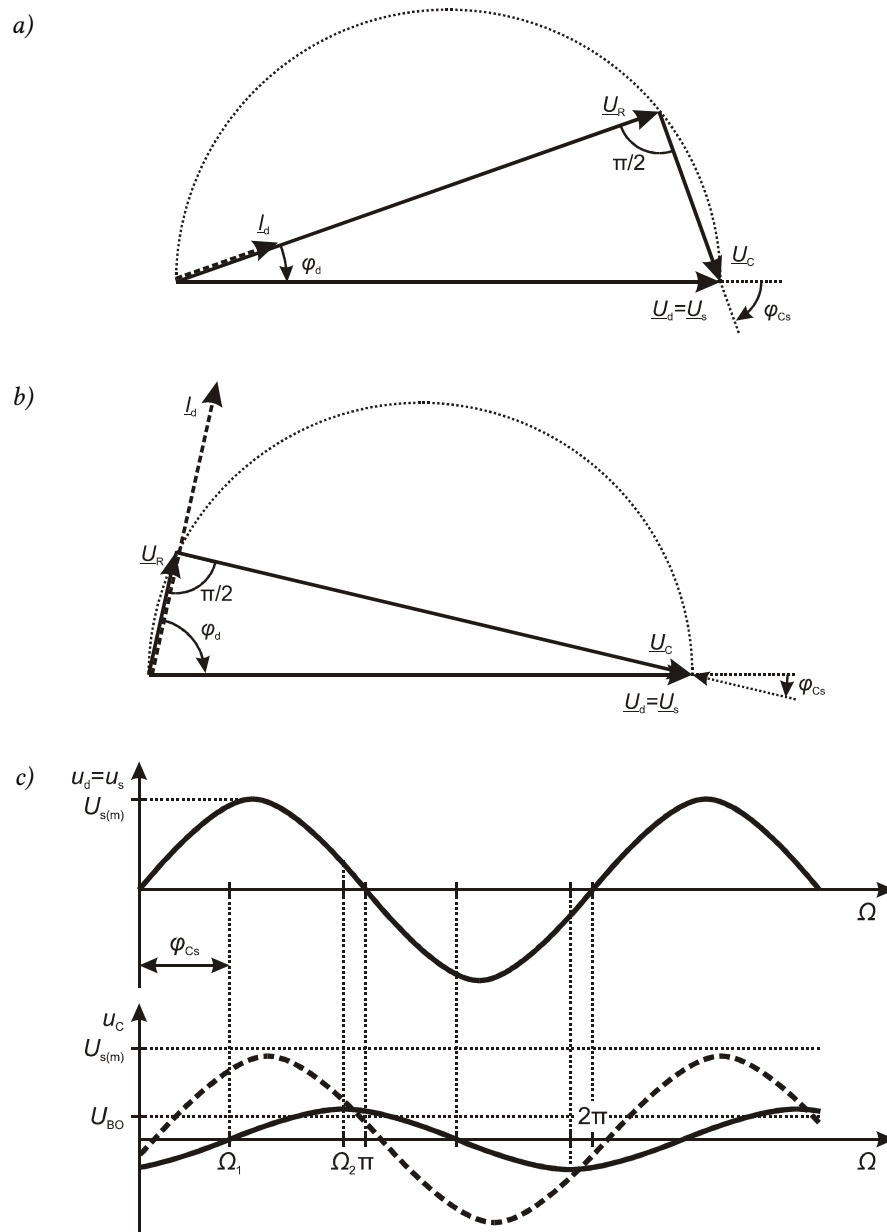 a)
U_R
π/2
I_d
φ_d
U_C
U_d=U_s
φ_Cs
b)
I_d
U_R
π/2
φ_d
U_C
U_d=U_s
φ_Cs
c)
u_d=u_s
U_s(m)
Ω
φ_Cs
u_C
U_s(m)
U_BO
2π
Ω_1
Ω_2 π
Ω